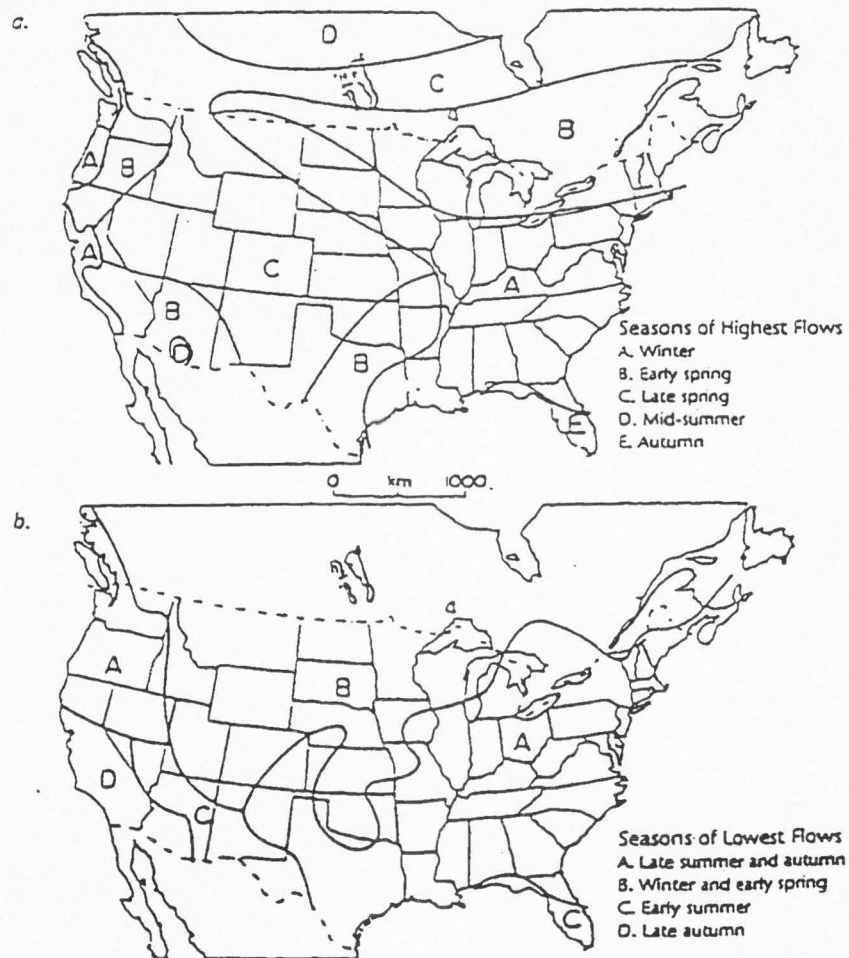 a.
D
C
B
A
B
C
A
A
B
D
B
E
Seasons of Highest Flows
A. Winter
B. Early spring
C. Late spring
D. Mid-summer
E. Autumn
0 km 1000
b.
A
B
A
D
C
C
Seasons of Lowest Flows
A. Late summer and autumn
B. Winter and early spring
C. Early summer
D. Late autumn